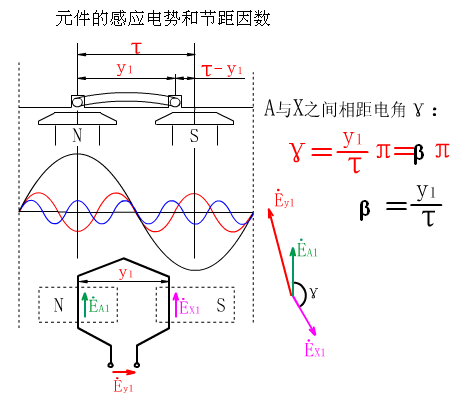 元件的感应电势和节距因数
τ
y1
τ-y1
N
S
A与X之间相距电角 γ：
γ = y1/τ π = β π
β = y1/τ
Ėy1
ĖA1
γ
ĖX1
y1
N
ĖA1
ĖX1
S
Ėy1